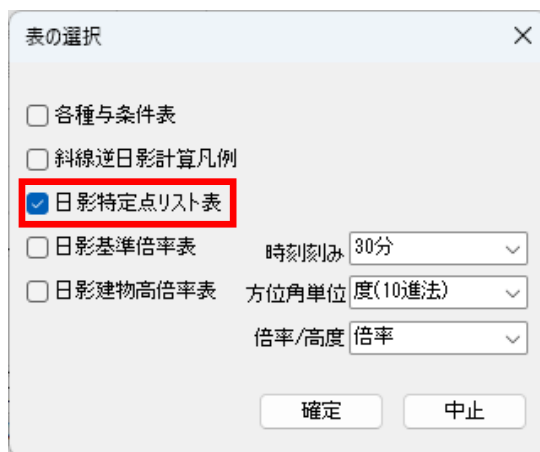 表の選択
各種与条件表
斜線逆日影計算凡例
日影特定点リスト表
日影基準倍率表 時刻刻み 30分
日影建物高倍率表 方位角単位 度(10進法)
倍率/高度 倍率
確定 中止